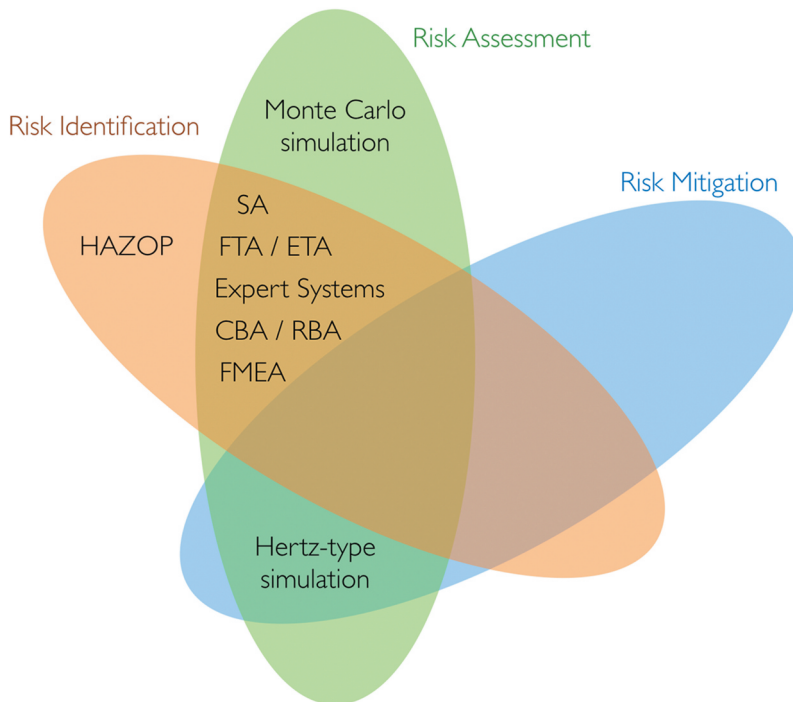 Risk Assessment
Monte Carlo
simulation
Risk Identification
Risk Mitigation
SA
HAZOP
FTA / ETA
Expert Systems
CBA / RBA
FMEA
Hertz-type
simulation